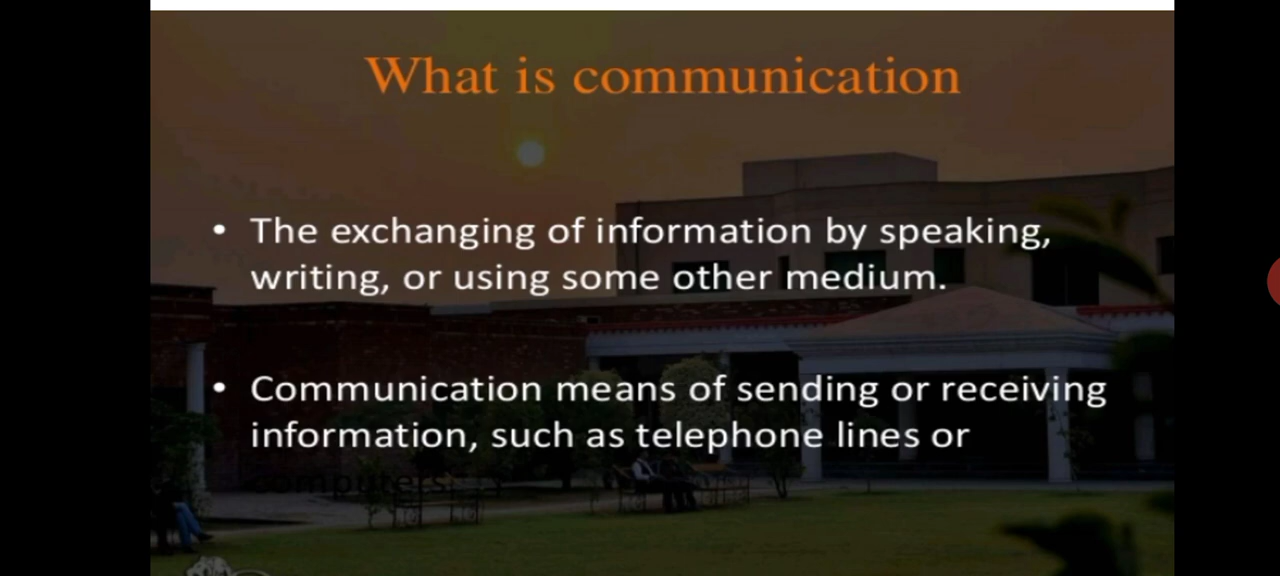 What is communication
• The exchanging of information by speaking,
writing, or using some other medium.
• Communication means of sending or receiving
information, such as telephone lines or
computers.